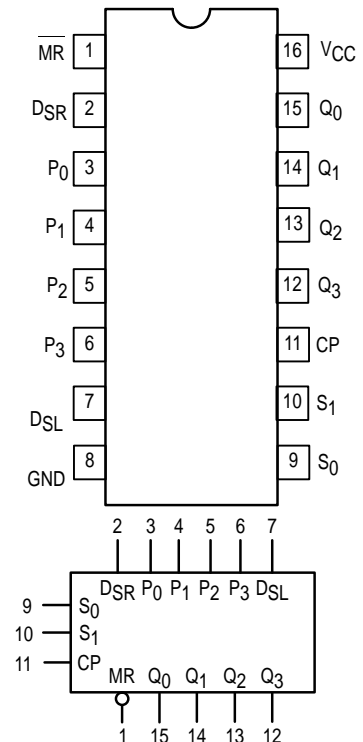 M̅R̅ 1 16 VCC
DSR 2 15 Q0
P0 3 14 Q1
P1 4 13 Q2
P2 5 12 Q3
P3 6 11 CP
DSL 7 10 S1
GND 8 9 S0
2 3 4 5 6 7
DSR P0 P1 P2 P3 DSL
9 S0
10 S1
11 CP
MR Q0 Q1 Q2 Q3
1 15 14 13 12